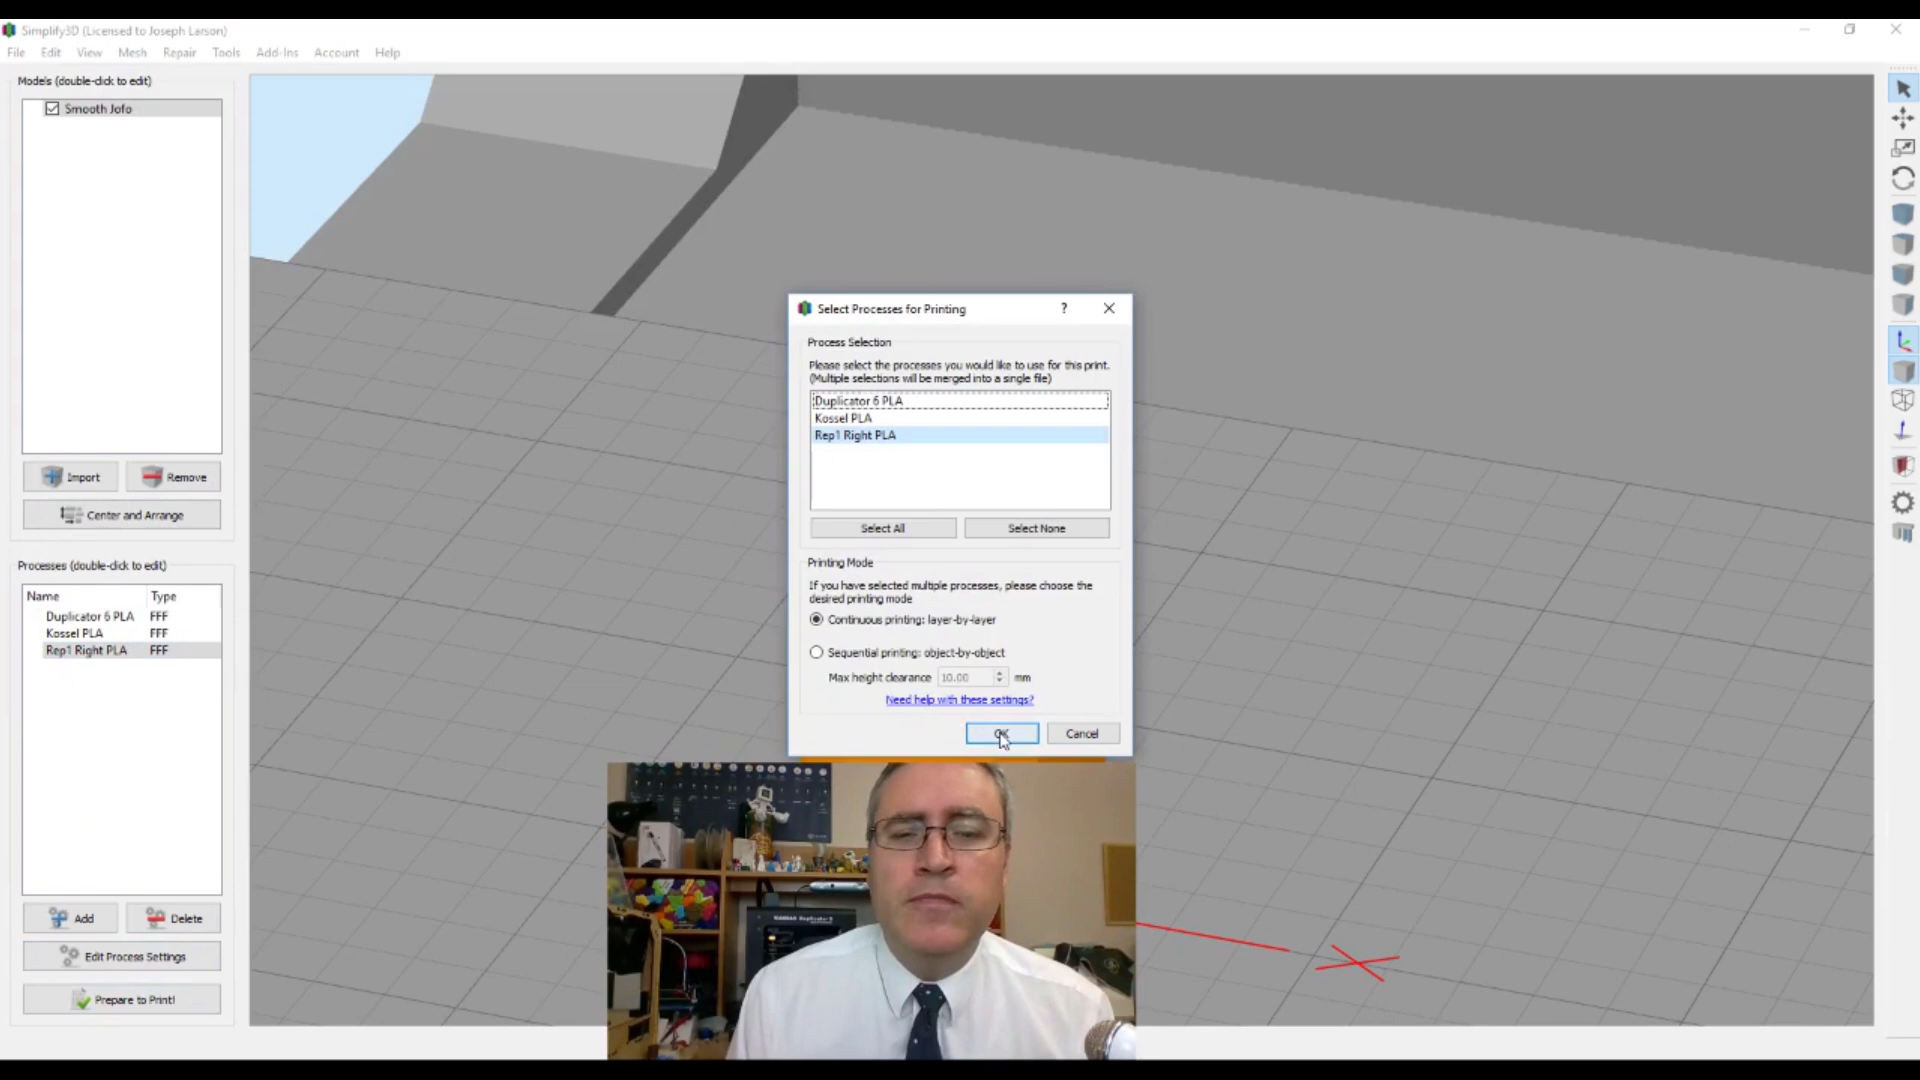 Simplify3D (Licensed to Joseph Larson)
File Edit View Mesh Repair Tools Add-Ins Account Help
Models (double-click to edit)
Smooth Jofo
Import Remove
Center and Arrange
Processes (double-click to edit)
Name Type
Duplicator 6 PLA FFF
Kossel PLA FFF
Rep1 Right PLA FFF
Add Delete
Edit Process Settings
Prepare to Print!
Select Processes for Printing ?
Process Selection
Please select the processes you would like to use for this print.
(Multiple selections will be merged into a single file)
Duplicator 6 PLA
Kossel PLA
Rep1 Right PLA
Select All Select None
Printing Mode
If you have selected multiple processes, please choose the
desired printing mode
Continuous printing: layer-by-layer
Sequential printing: object-by-object
Max height clearance 10.00 mm
Need help with these settings?
OK Cancel